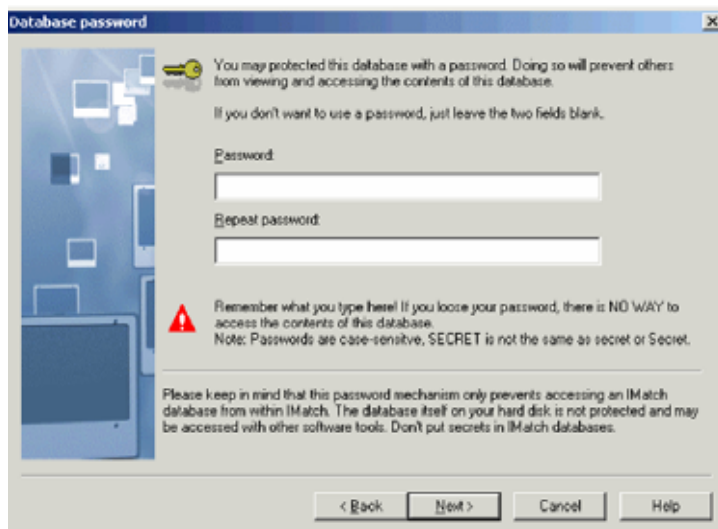 Database password
You may protected this database with a password. Doing so will prevent others
from viewing and accessing the contents of this database.
If you don't want to use a password, just leave the two fields blank.
Password:
Repeat password:
Remember what you type here! If you loose your password, there is NO WAY to
access the contents of this database.
Note: Passwords are case-sensitve, SECRET is not the same as secret or Secret.
Please keep in mind that this password mechanism only prevents accessing an IMatch
database from within IMatch. The database itself on your hard disk is not protected and may
be accessed with other software tools. Don't put secrets in IMatch databases.
< Back Next > Cancel Help